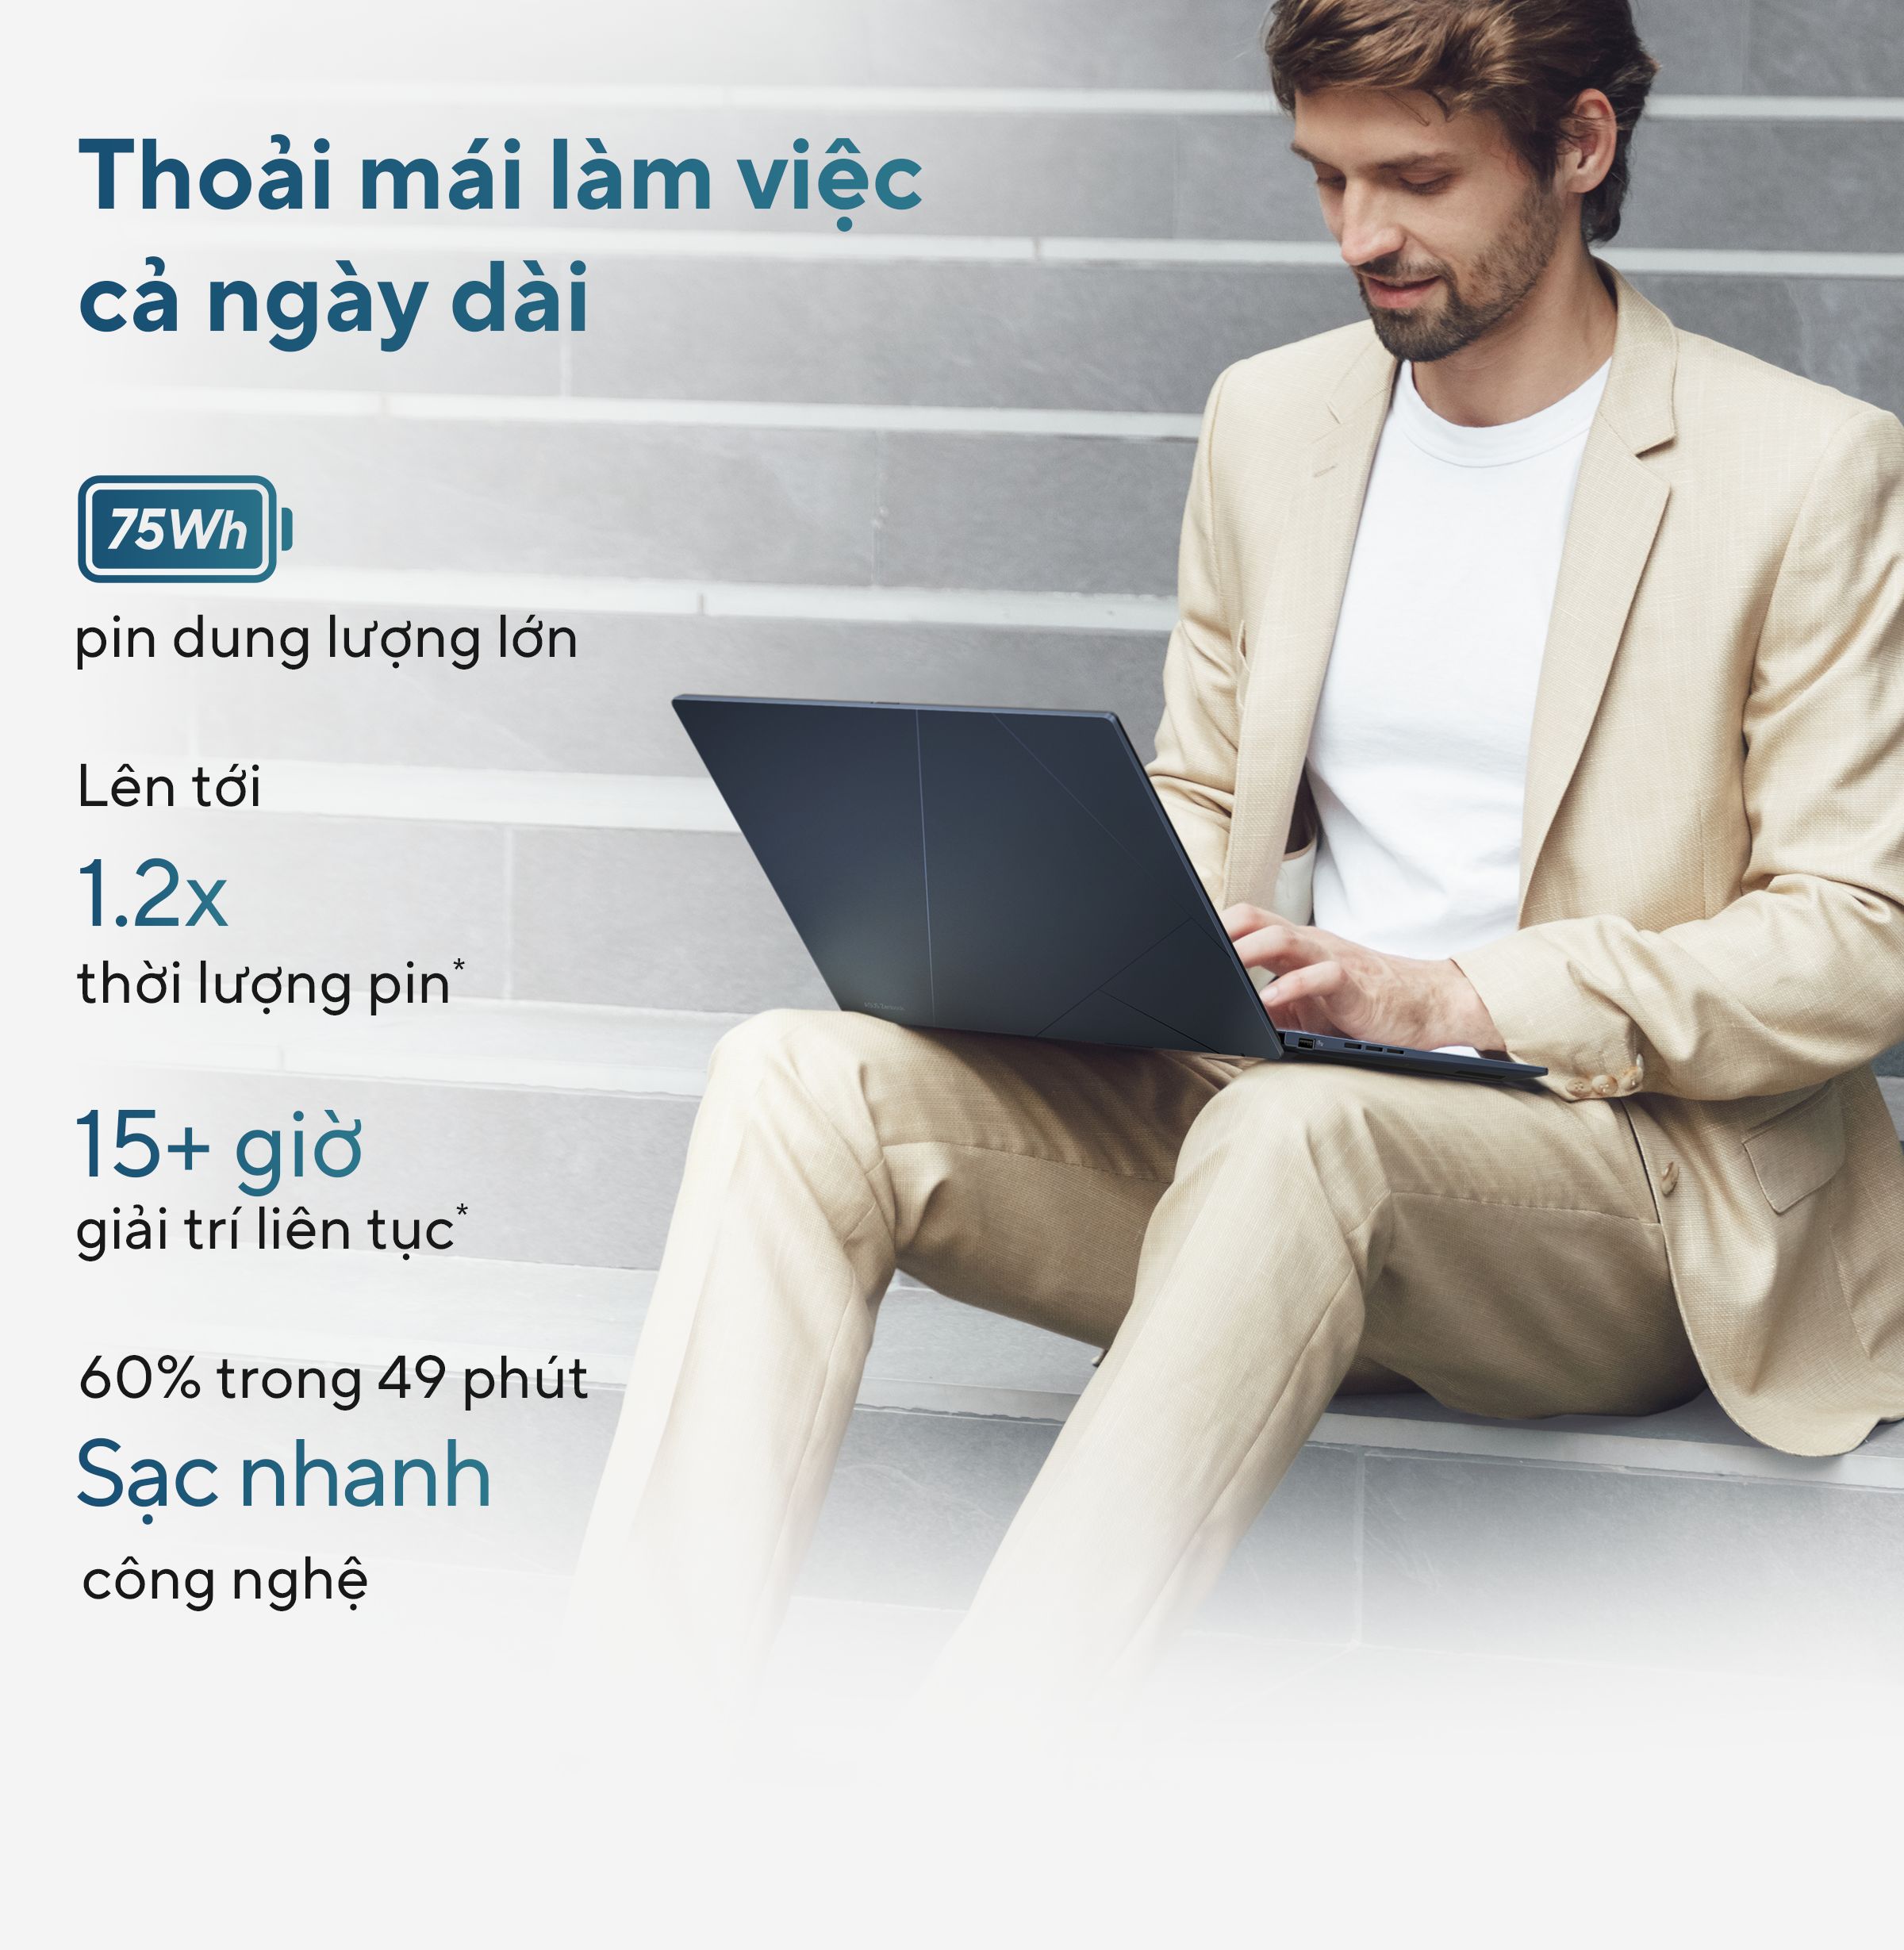 Thoải mái làm việc
cả ngày dài
75Wh
pin dung lượng lớn
Lên tới
1.2x
thời lượng pin*
15+ giờ
giải trí liên tục*
60% trong 49 phút
Sạc nhanh
công nghệ